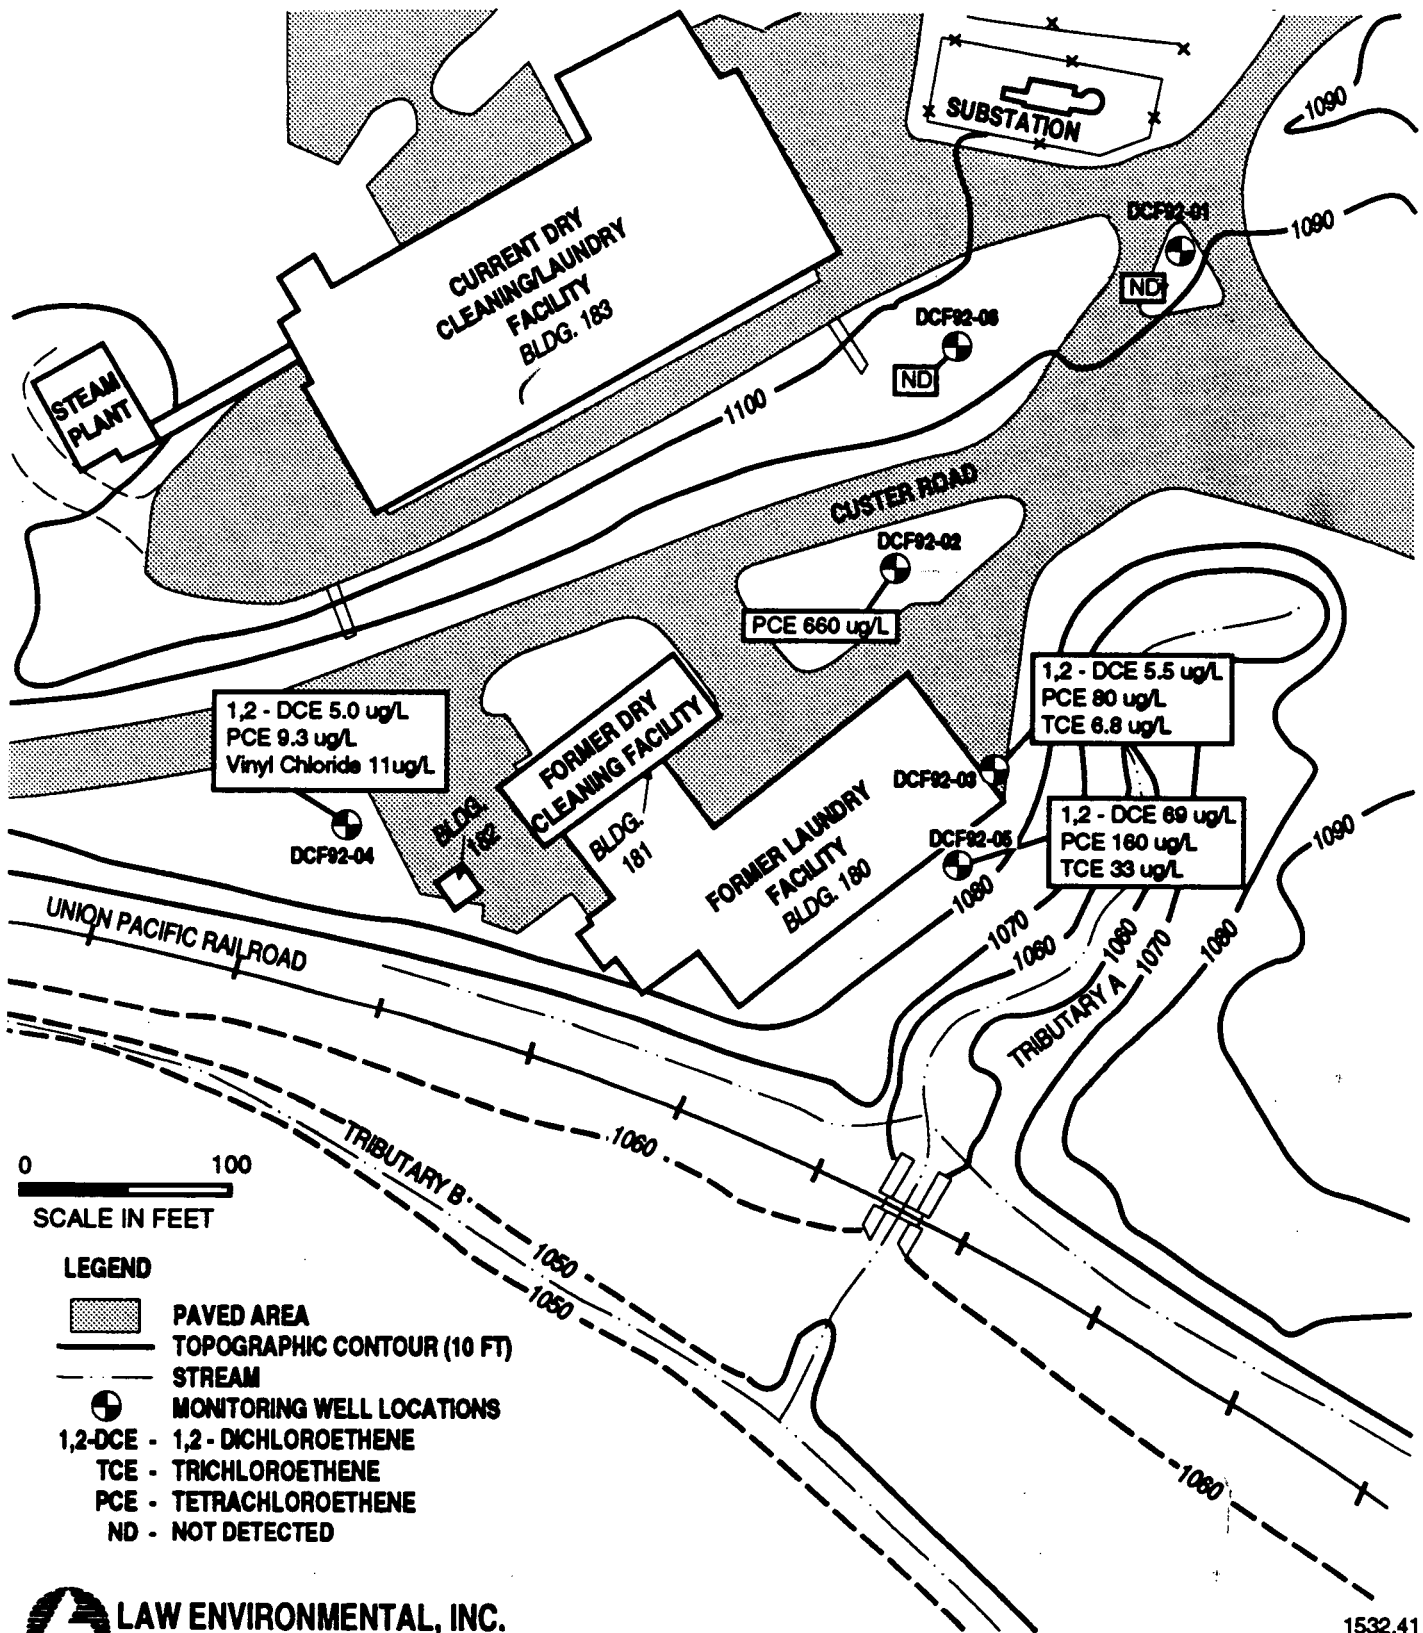 SUBSTATION
1090
DCF92-01
1090
ND
CURRENT DRY
CLEANING/LAUNDRY
FACILITY
BLDG. 183
DCF92-06
ND
STEAM
PLANT
1100
CUSTER ROAD
DCF92-02
PCE 660 ug/L
1,2 - DCE 5.5 ug/L
PCE 80 ug/L
TCE 6.8 ug/L
1,2 - DCE 5.0 ug/L
PCE 9.3 ug/L
Vinyl Chloride 11ug/L
FORMER DRY
CLEANING FACILITY
DCF92-03
BLDG.
182
BLDG.
181
FORMER LAUNDRY
FACILITY
BLDG. 180
DCF92-04
DCF92-05
1,2 - DCE 69 ug/L
PCE 160 ug/L
TCE 33 ug/L
1090
1080
1070
1060
1060
1070
1080
UNION PACIFIC RAILROAD
TRIBUTARY A
TRIBUTARY B
1060
0 100
SCALE IN FEET
1050
1050
1060
LEGEND
PAVED AREA
TOPOGRAPHIC CONTOUR (10 FT)
STREAM
MONITORING WELL LOCATIONS
1,2-DCE - 1,2 - DICHLOROETHENE
TCE - TRICHLOROETHENE
PCE - TETRACHLOROETHENE
ND - NOT DETECTED
LAW ENVIRONMENTAL, INC.
1532.41